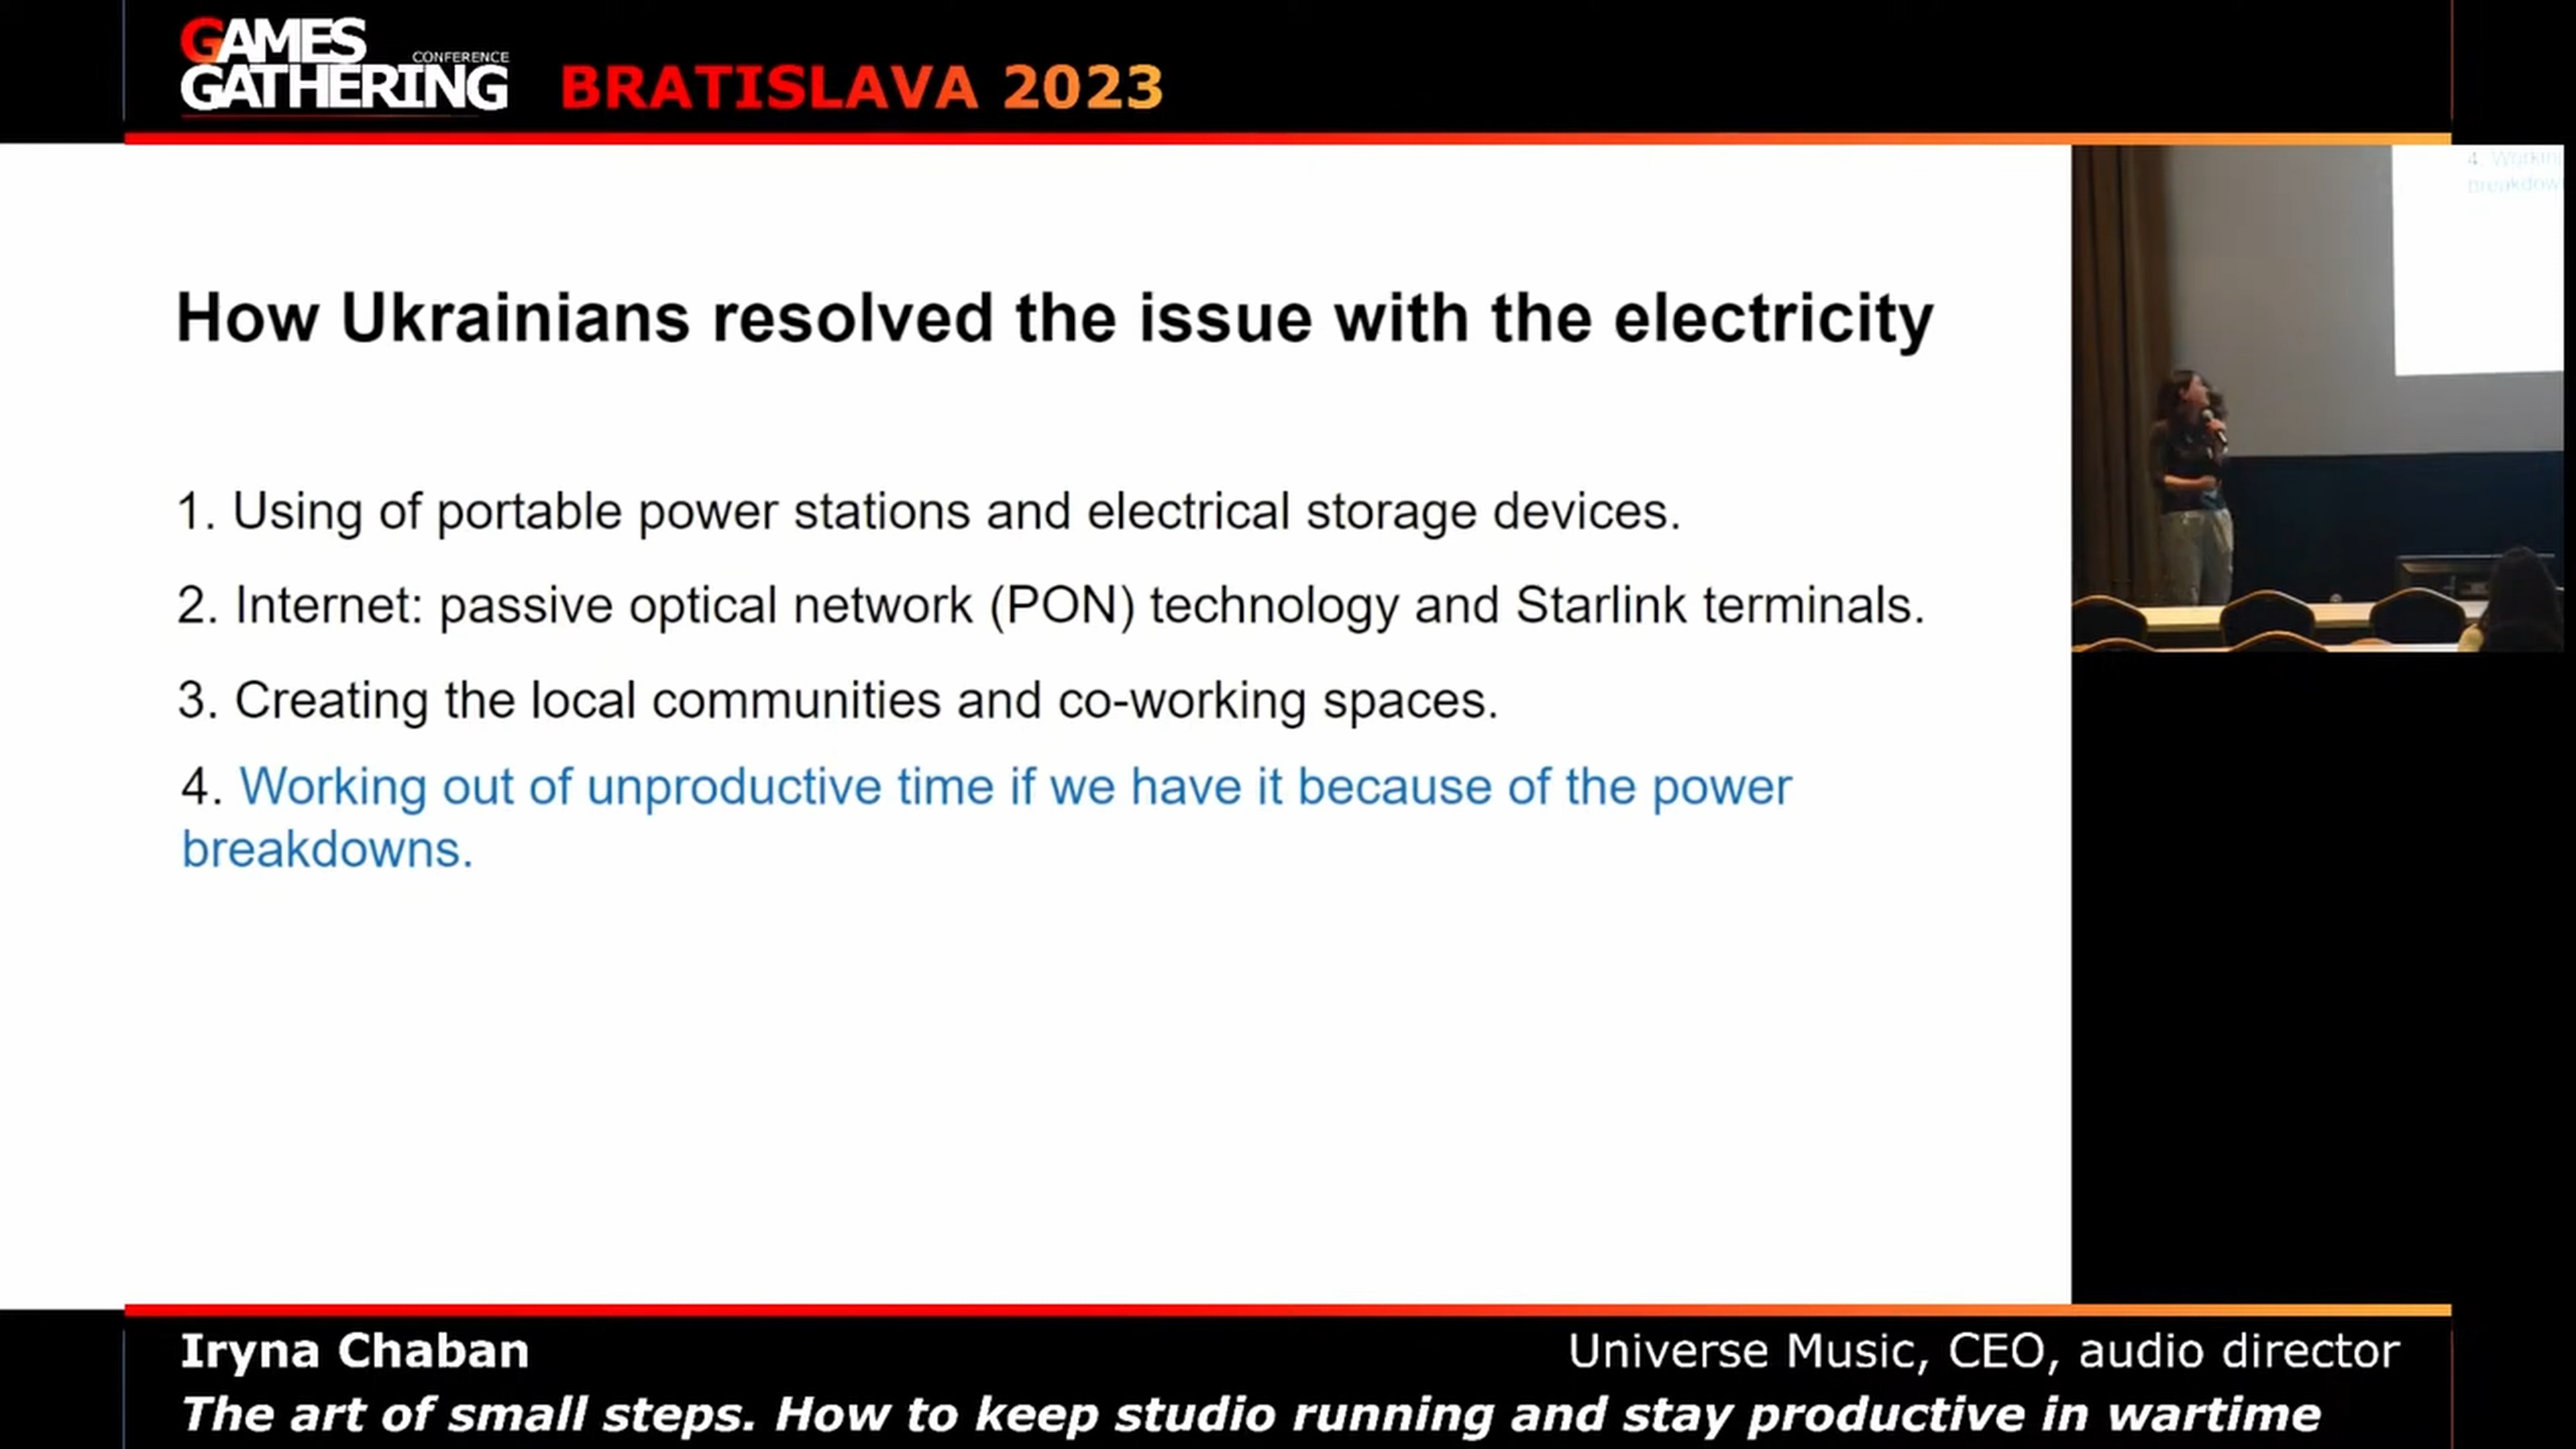 GAMES
CONFERENCE
GATHERING
BRATISLAVA 2023
How Ukrainians resolved the issue with the electricity
1. Using of portable power stations and electrical storage devices.
2. Internet: passive optical network (PON) technology and Starlink terminals.
3. Creating the local communities and co-working spaces.
4. Working out of unproductive time if we have it because of the power
breakdowns.
4. Working
breakdow
Iryna Chaban
Universe Music, CEO, audio director
The art of small steps. How to keep studio running and stay productive in wartime